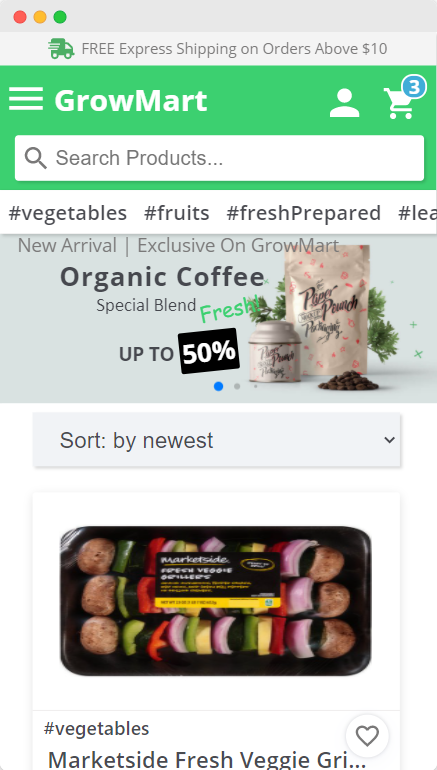 FREE Express Shipping on Orders Above $10
GrowMart
3
Search Products...
#vegetables #fruits #freshPrepared #lea
New Arrival | Exclusive On GrowMart
Organic Coffee
Special Blend Fresh!
UP TO 50%
Paper
Pouch
Packaging
Sort: by newest
Marketside.
FRESH VEGGIE
GRILLERS
#vegetables
Marketside Fresh Veggie Gri...